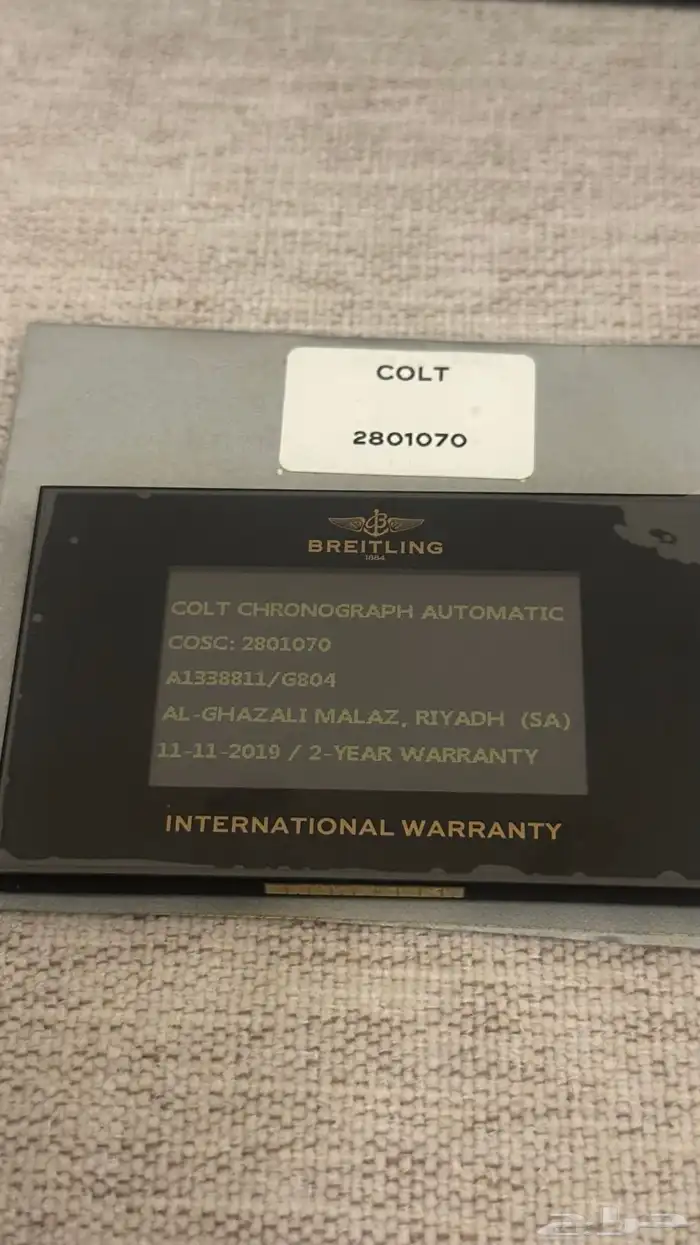 COLT
2801070
BREITLING
1884
COLT CHRONOGRAPH AUTOMATIC
COSC: 2801070
A1338811/G804
AL-GHAZALI MALAZ, RIYADH (SA)
11-11-2019 / 2-YEAR WARRANTY
INTERNATIONAL WARRANTY